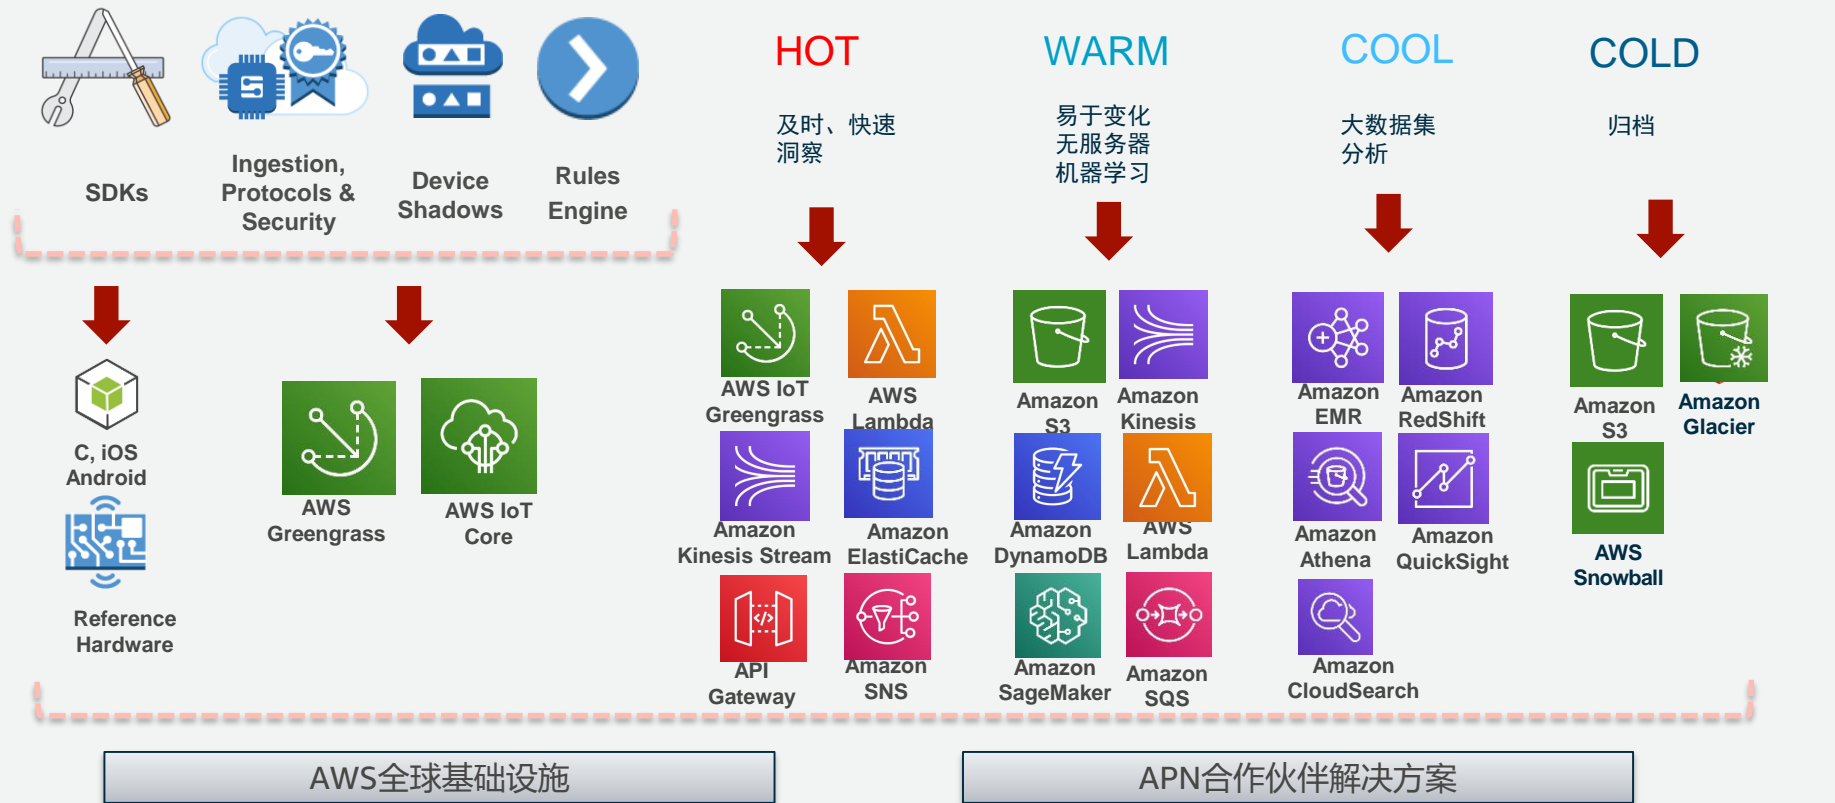 SDKs
Ingestion,
Protocols &
Security
Device
Shadows
Rules
Engine
HOT
及时、快速
洞察
WARM
易于变化
无服务器
机器学习
COOL
大数据集
分析
COLD
归档
C, iOS
Android
Reference
Hardware
AWS
Greengrass
AWS IoT
Core
AWS IoT
Greengrass
AWS
Lambda
Amazon
Kinesis Stream
Amazon
ElastiCache
API
Gateway
Amazon
SNS
Amazon
S3
Amazon
Kinesis
Amazon
DynamoDB
AWS
Lambda
Amazon
SageMaker
Amazon
SQS
Amazon
EMR
Amazon
RedShift
Amazon
Athena
Amazon
QuickSight
Amazon
CloudSearch
Amazon
S3
Amazon
Glacier
AWS
Snowball
AWS全球基础设施
APN合作伙伴解决方案